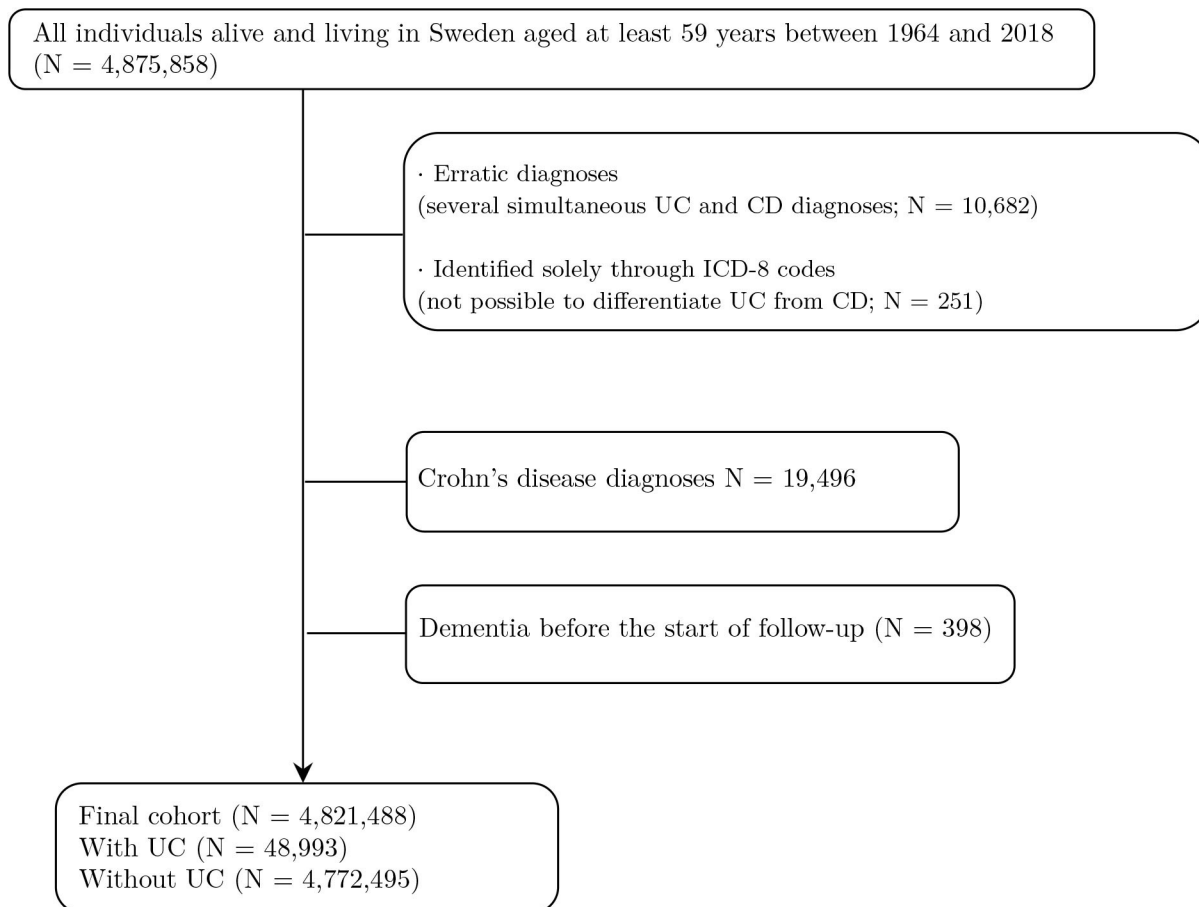 All individuals alive and living in Sweden aged at least 59 years between 1964 and 2018
(N = 4,875,858)
· Erratic diagnoses
(several simultaneous UC and CD diagnoses; N = 10,682)
· Identified solely through ICD-8 codes
(not possible to differentiate UC from CD; N = 251)
Crohn's disease diagnoses N = 19,496
Dementia before the start of follow-up (N = 398)
Final cohort (N = 4,821,488)
With UC (N = 48,993)
Without UC (N = 4,772,495)